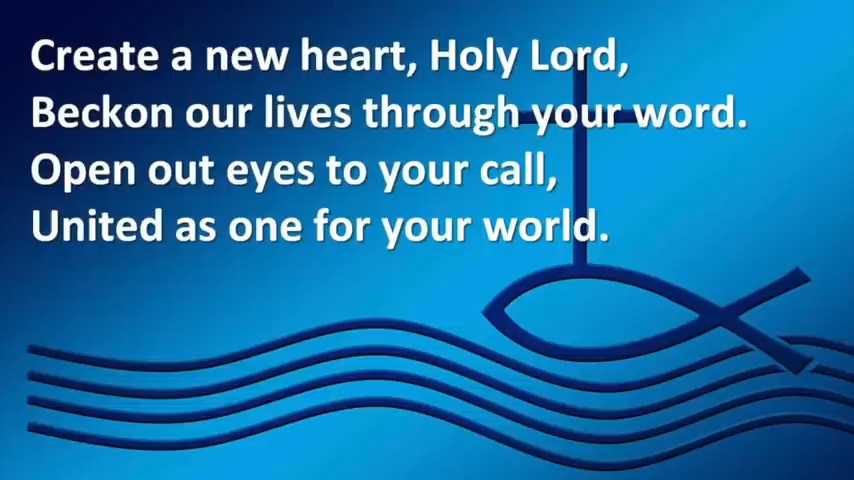 Create a new heart, Holy Lord,
Beckon our lives through your word.
Open out eyes to your call,
United as one for your world.